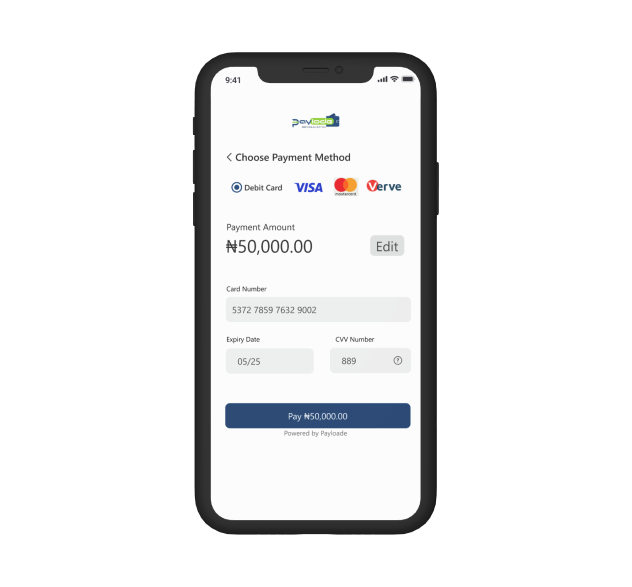 9:41
payloade
Choose Payment Method
Debit Card VISA mastercard Verve
Payment Amount
₦50,000.00 Edit
Card Number
5372 7859 7632 9002
Expiry Date CVV Number
05/25 889 ?
Pay ₦50,000.00
Powered by Payloade